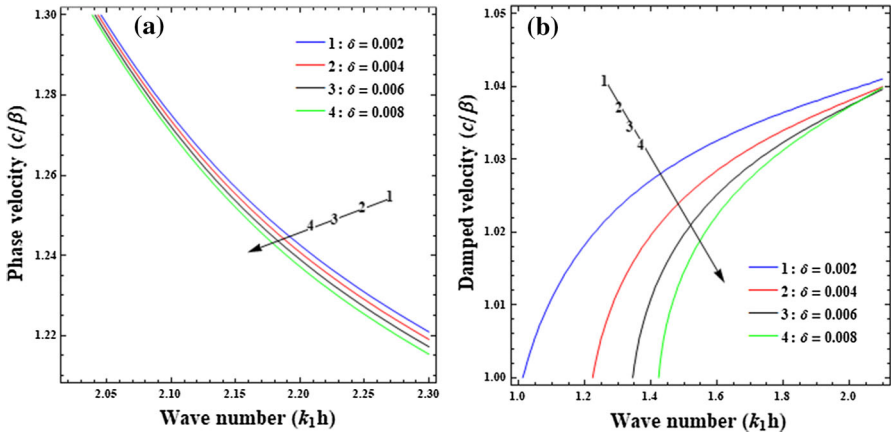 (a)
Phase velocity (c/β)
1.30
1.28
1.26
1.24
1.22
2.05 2.10 2.15 2.20 2.25 2.30
Wave number (k₁h)
1 : δ = 0.002
2 : δ = 0.004
3 : δ = 0.006
4 : δ = 0.008
4 3 2 1
(b)
Damped velocity (c/β)
1.05
1.04
1.03
1.02
1.01
1.00
1.0 1.2 1.4 1.6 1.8 2.0
Wave number (k₁h)
1
2
3
4
1 : δ = 0.002
2 : δ = 0.004
3 : δ = 0.006
4 : δ = 0.008